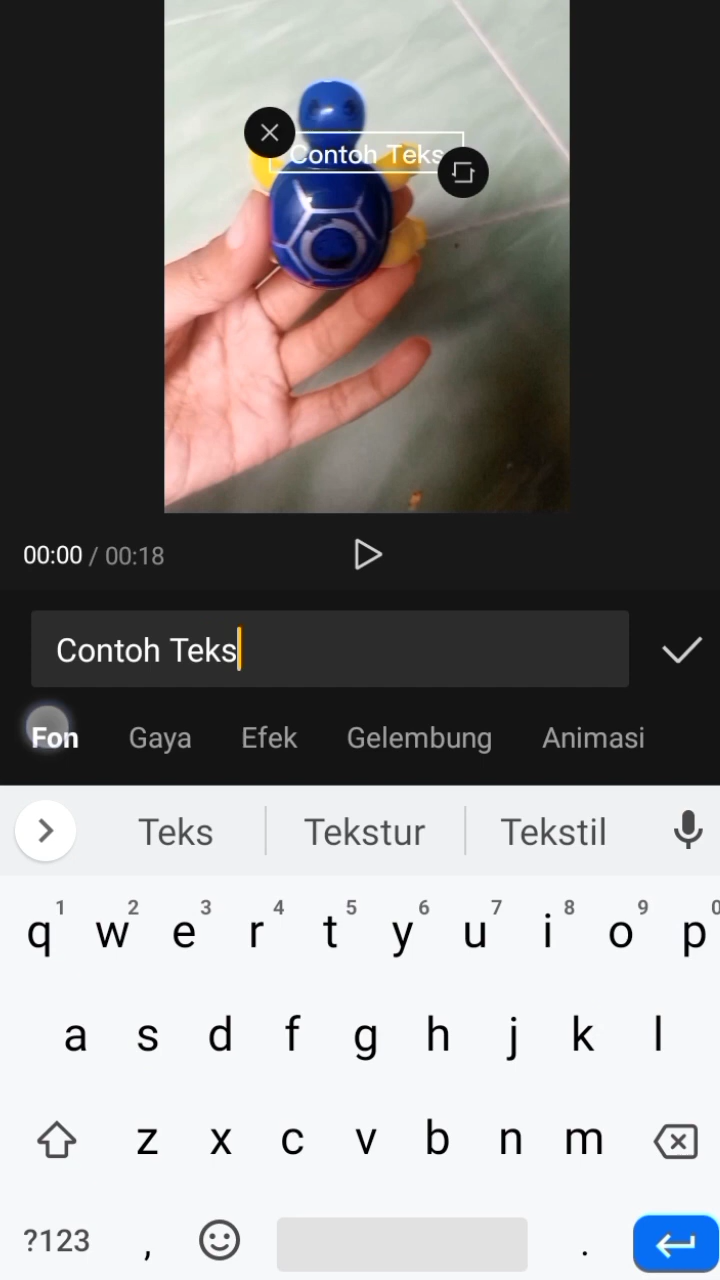 Contoh Teks
00:00 / 00:18
Contoh Teks
Fon Gaya Efek Gelembung Animasi
Teks Tekstur Tekstil
1 2 3 4 5 6 7 8 9 0
q w e r t y u i o p
a s d f g h j k l
z x c v b n m
?123 , .